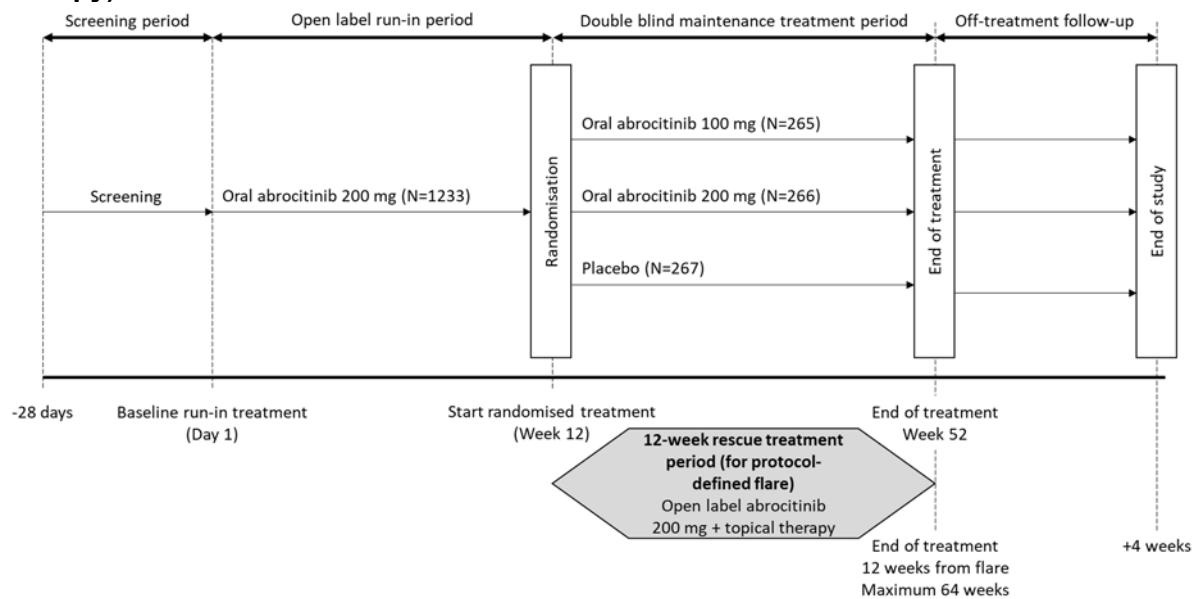 Screening period
Open label run-in period
Double blind maintenance treatment period
Off-treatment follow-up
Screening
Oral abrocitinib 200 mg (N=1233)
Randomisation
Oral abrocitinib 100 mg (N=265)
Oral abrocitinib 200 mg (N=266)
Placebo (N=267)
End of treatment
End of study
-28 days
Baseline run-in treatment
(Day 1)
Start randomised treatment
(Week 12)
End of treatment
Week 52
12-week rescue treatment
period (for protocol-
defined flare)
Open label abrocitinib
200 mg + topical therapy
End of treatment
12 weeks from flare
Maximum 64 weeks
+4 weeks